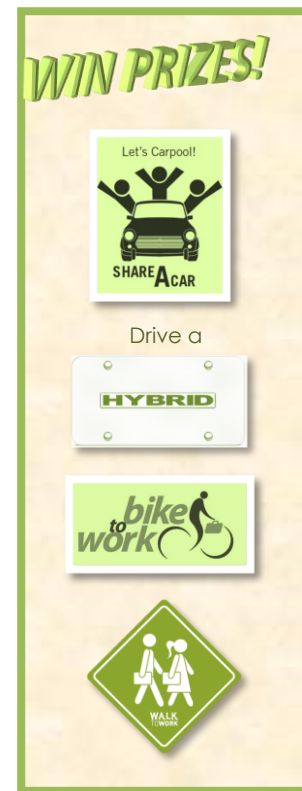 WIN PRIZES!
Let's Carpool!
SHARE A CAR
Drive a
HYBRID
bike
to
work
WALK
TO WORK